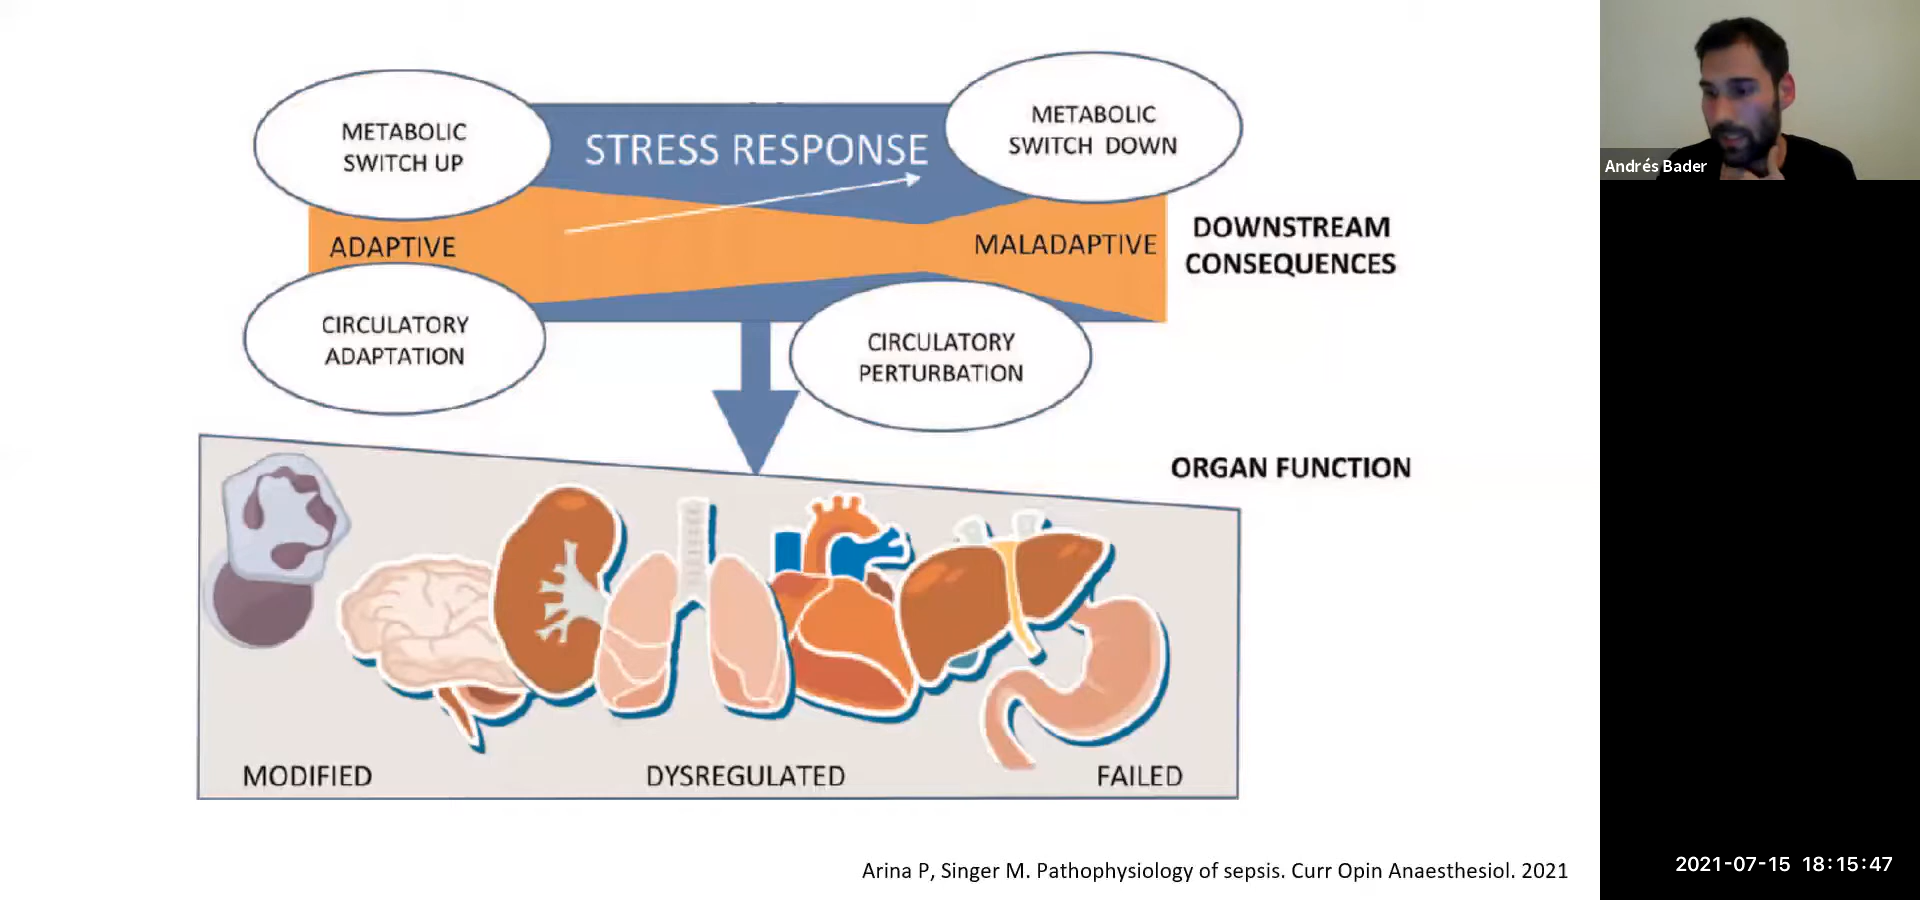 METABOLIC
SWITCH UP
STRESS RESPONSE
METABOLIC
SWITCH DOWN
ADAPTIVE
MALADAPTIVE
DOWNSTREAM
CONSEQUENCES
CIRCULATORY
ADAPTATION
CIRCULATORY
PERTURBATION
ORGAN FUNCTION
MODIFIED
DYSREGULATED
FAILED
Arina P, Singer M. Pathophysiology of sepsis. Curr Opin Anaesthesiol. 2021
Andrés Bader
2021-07-15 18:15:47